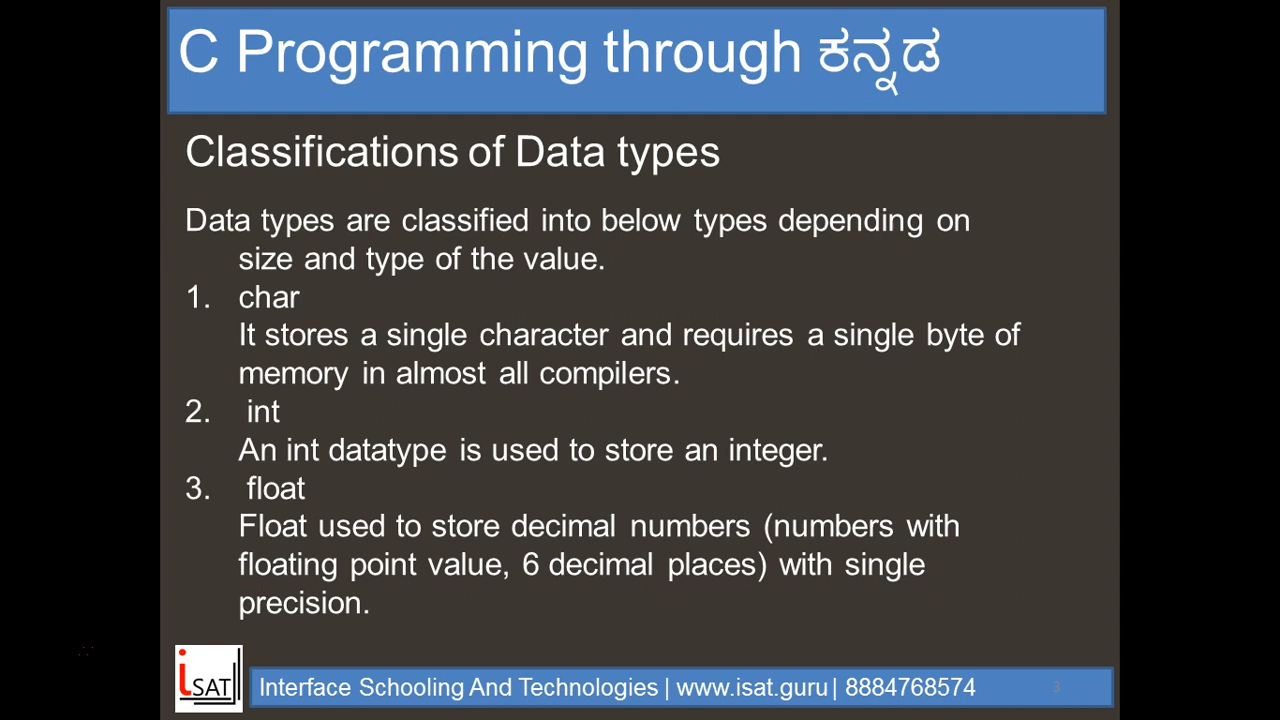 C Programming through ಕನ್ನಡ
Classifications of Data types
Data types are classified into below types depending on
size and type of the value.
1. char
It stores a single character and requires a single byte of
memory in almost all compilers.
2. int
An int datatype is used to store an integer.
3. float
Float used to store decimal numbers (numbers with
floating point value, 6 decimal places) with single
precision.
iSAT
Interface Schooling And Technologies | www.isat.guru | 8884768574
3